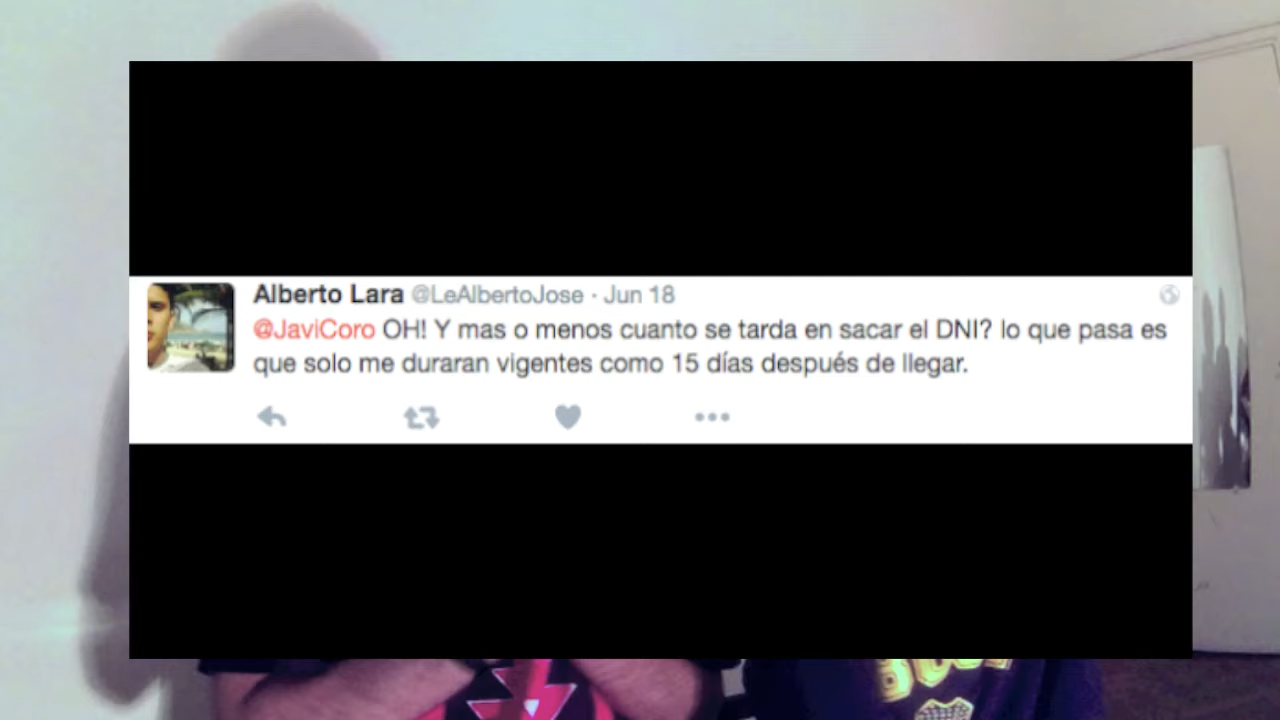 Alberto Lara @LeAlbertoJose · Jun 18
@JaviCoro OH! Y mas o menos cuanto se tarda en sacar el DNI? lo que pasa es
que solo me duraran vigentes como 15 días después de llegar.